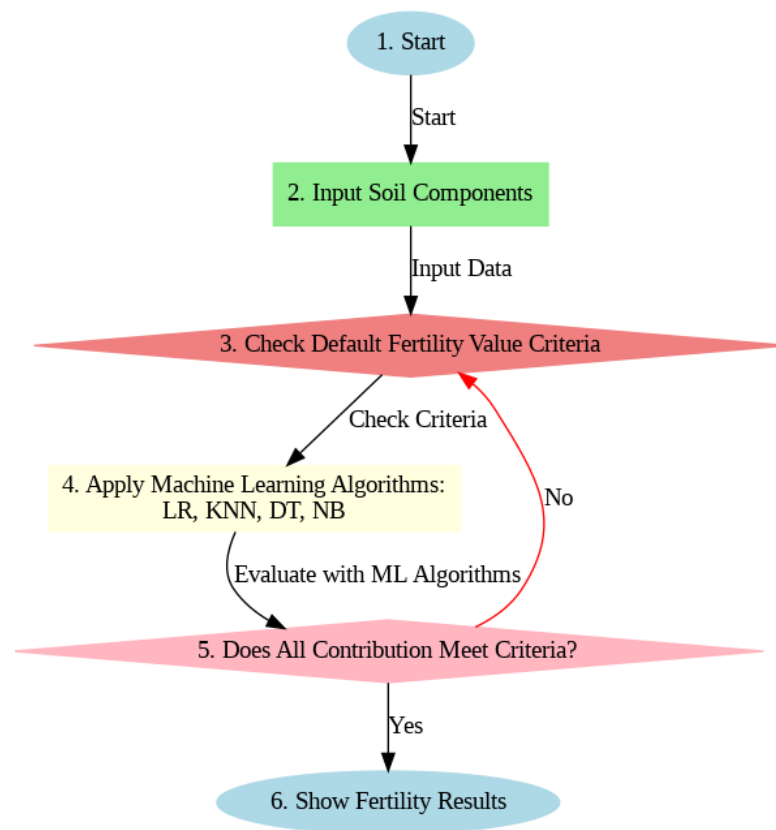 1. Start
Start
2. Input Soil Components
Input Data
3. Check Default Fertility Value Criteria
Check Criteria
4. Apply Machine Learning Algorithms:
LR, KNN, DT, NB
No
Evaluate with ML Algorithms
5. Does All Contribution Meet Criteria?
Yes
6. Show Fertility Results